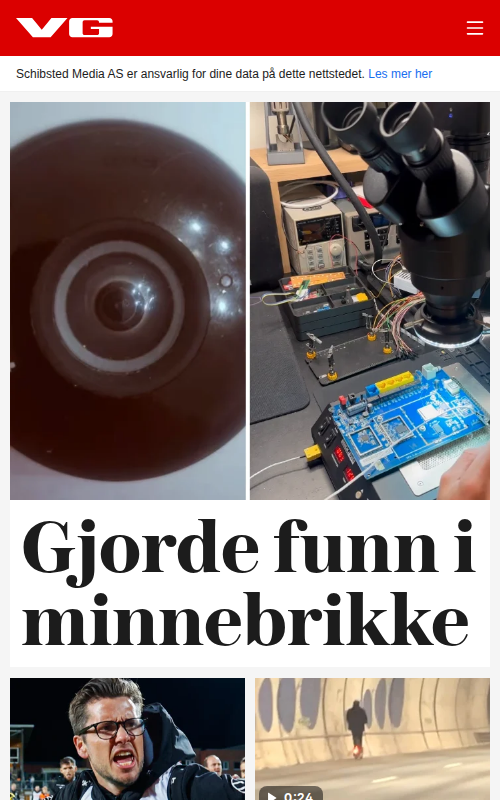 VG
Schibsted Media AS er ansvarlig for dine data på dette nettstedet. Les mer her
Gjorde funn i
minnebrikke
0:24